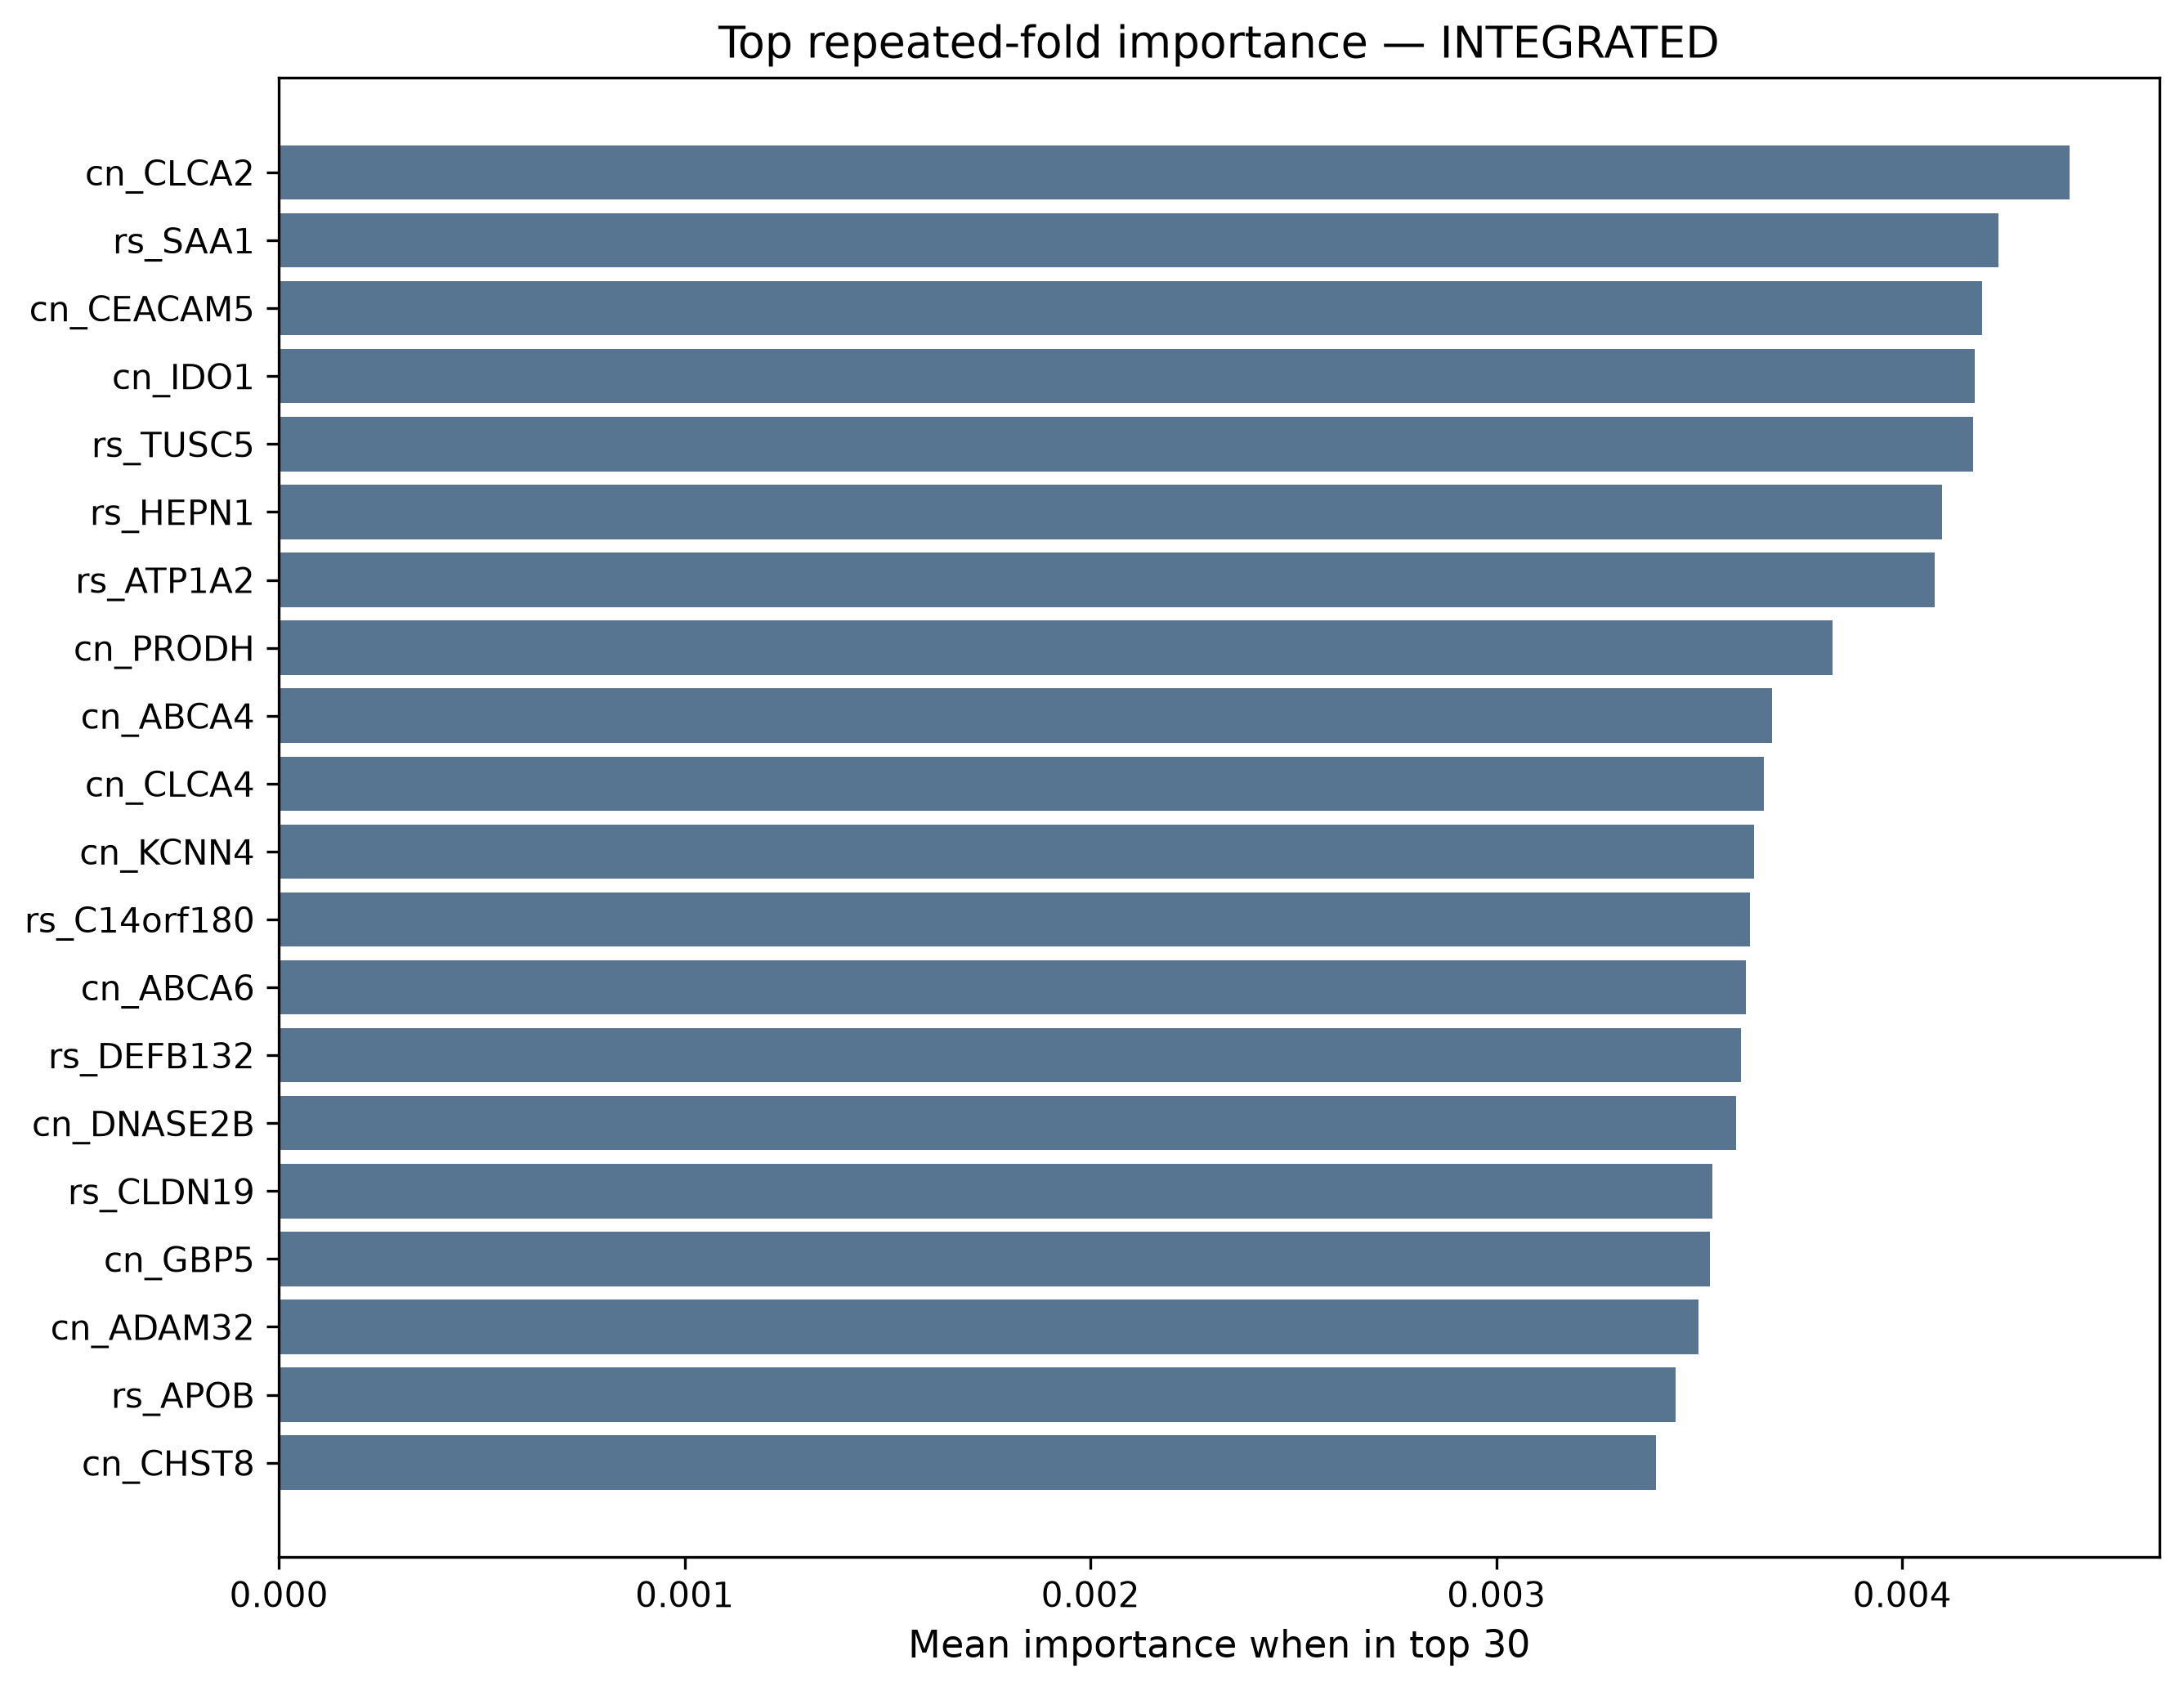 Top repeated-fold importance — INTEGRATED
cn_CLCA2
rs_SAA1
cn_CEACAM5
cn_IDO1
rs_TUSC5
rs_HEPN1
rs_ATP1A2
cn_PRODH
cn_ABCA4
cn_CLCA4
cn_KCNN4
rs_C14orf180
cn_ABCA6
rs_DEFB132
cn_DNASE2B
rs_CLDN19
cn_GBP5
cn_ADAM32
rs_APOB
cn_CHST8
0.000 0.001 0.002 0.003 0.004
Mean importance when in top 30